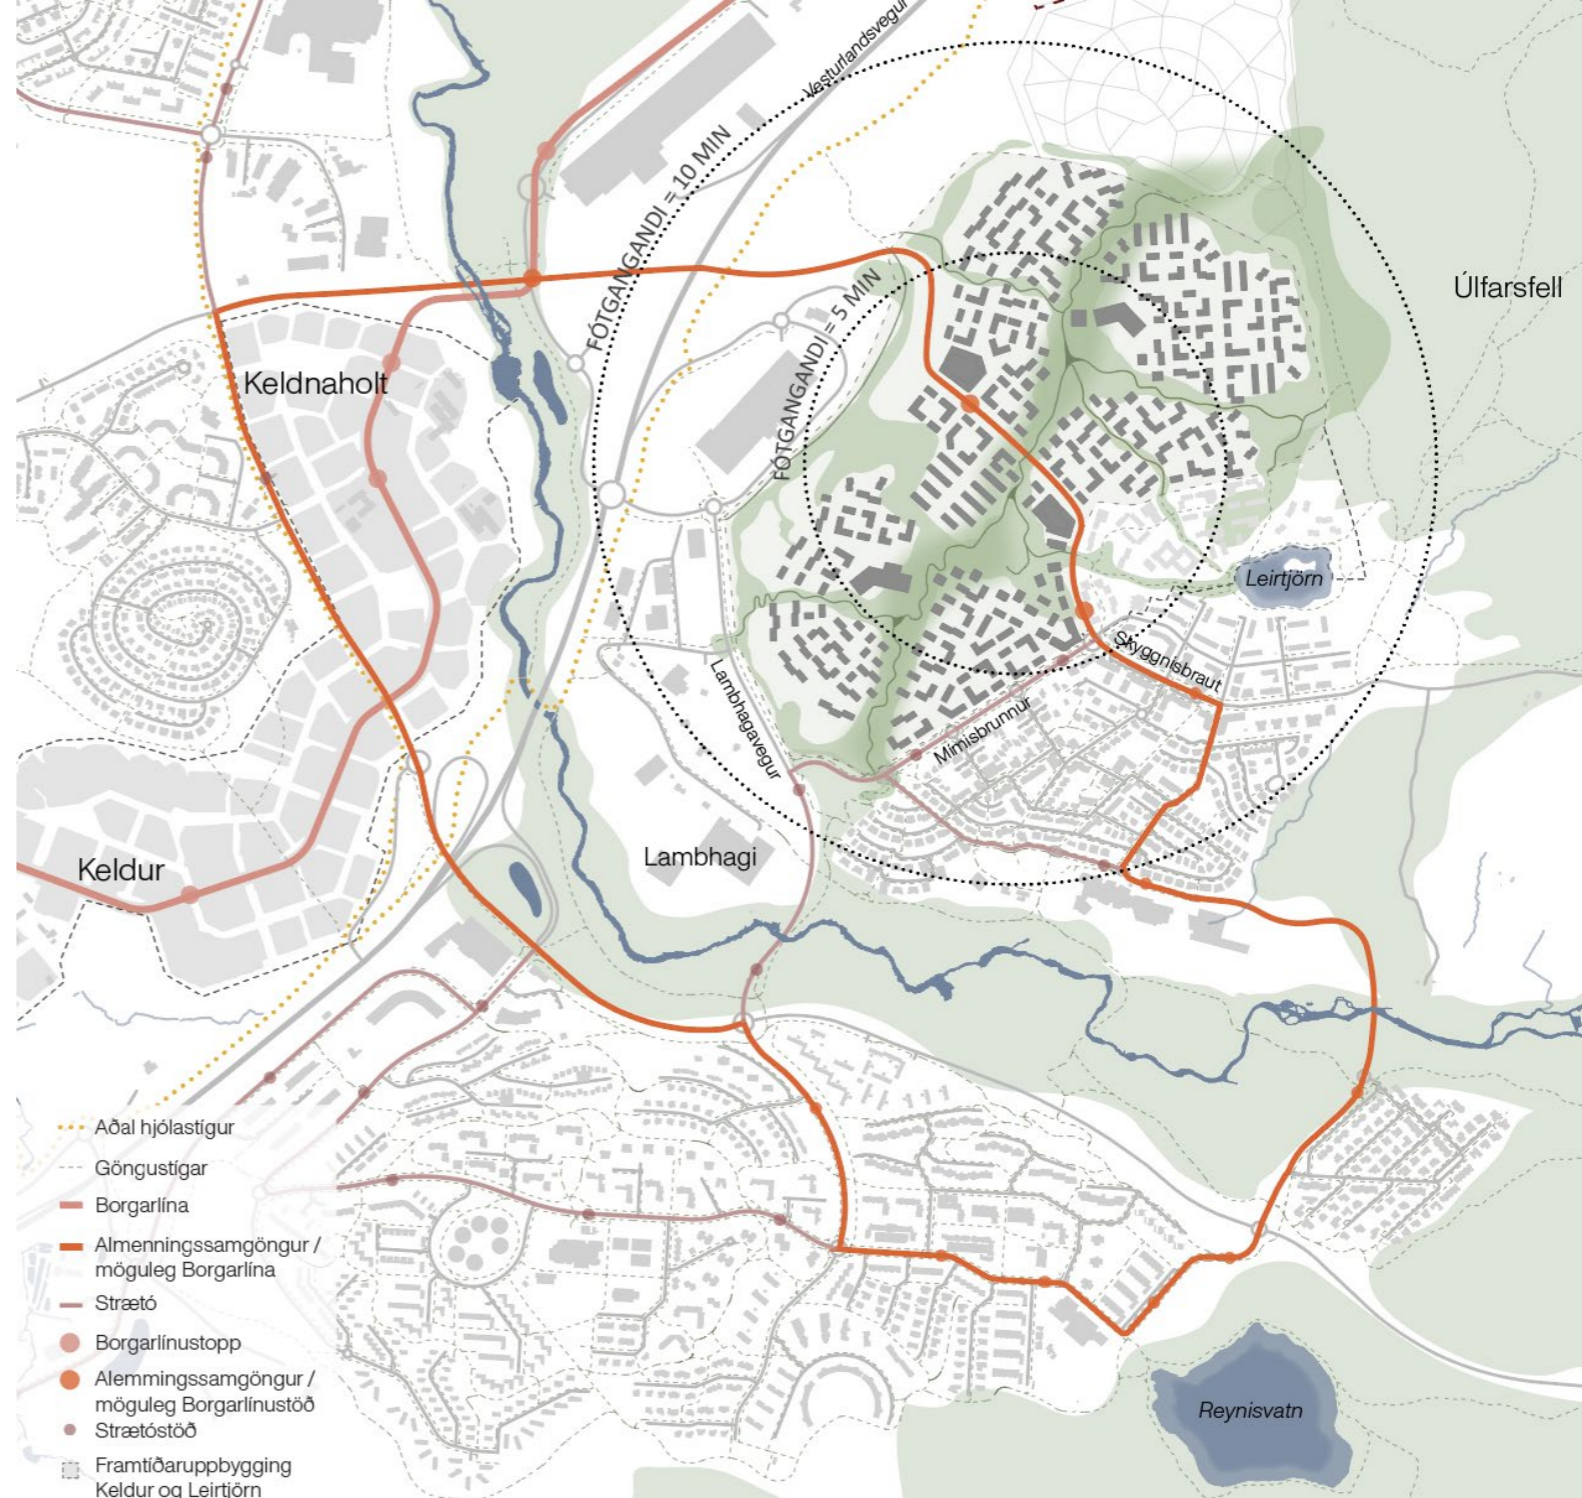 Vesturlandsvegur
FÓTGANGANDI = 10 MIN
Úlfarsfell
FÓTGANGANDI = 5 MIN
Keldnaholt
Leirtjörn
Skyggnisbraut
Lambhagavegur
Mímisbrunnur
Lambhagi
Keldur
Aðal hjólastígur
Göngustígar
Borgarlína
Almenningssamgöngur /
möguleg Borgarlína
Strætó
Borgarlínustopp
Alemmingssamgöngur /
möguleg Borgarlínustöð
Strætóstöð
Framtíðaruppbygging
Keldur og Leirtjörn
Reynisvatn